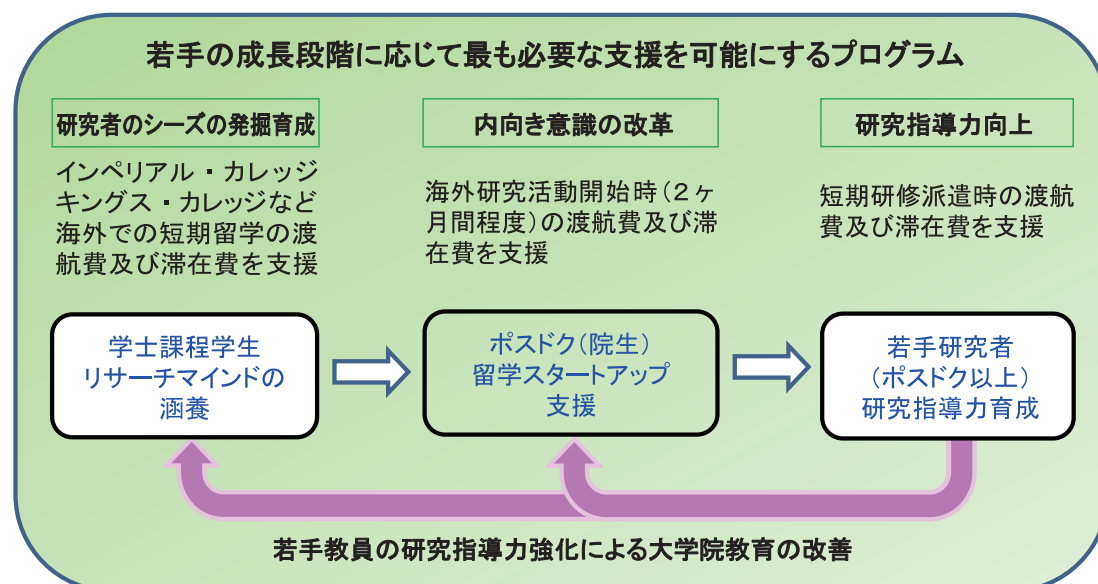 若手の成長段階に応じて最も必要な支援を可能にするプログラム
研究者のシーズの発掘育成
インペリアル・カレッジ
キングス・カレッジなど
海外での短期留学の渡
航費及び滞在費を支援
内向き意識の改革
海外研究活動開始時(2ヶ
月間程度)の渡航費及び滞
在費を支援
研究指導力向上
短期研修派遣時の渡航
費及び滞在費を支援
学士課程学生
リサーチマインドの
涵養
ポスドク(院生)
留学スタートアップ
支援
若手研究者
(ポスドク以上)
研究指導力育成
若手教員の研究指導力強化による大学院教育の改善